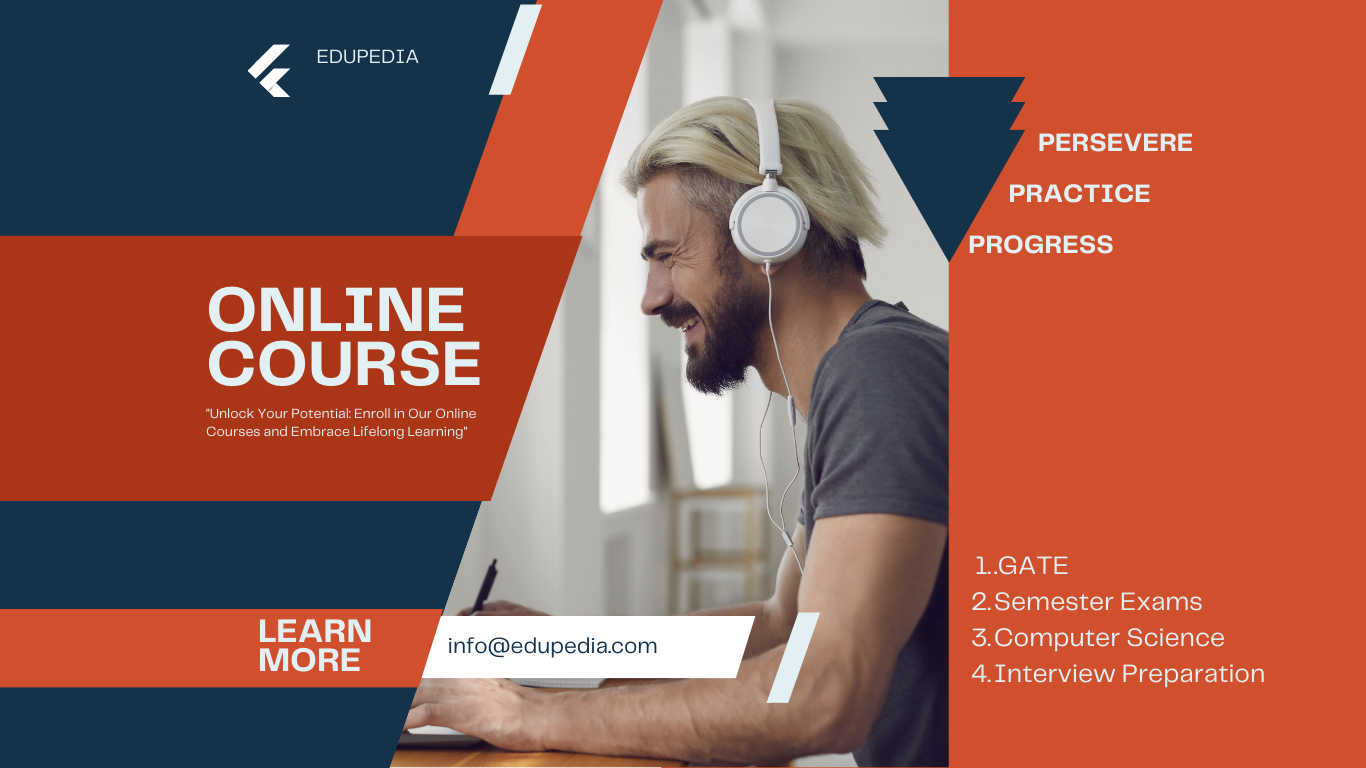 EDUPEDIA
ONLINE
COURSE
"Unlock Your Potential: Enroll in Our Online
Courses and Embrace Lifelong Learning"
LEARN
MORE
info@edupedia.com
PERSEVERE
PRACTICE
PROGRESS
1..GATE
2.Semester Exams
3.Computer Science
4.Interview Preparation